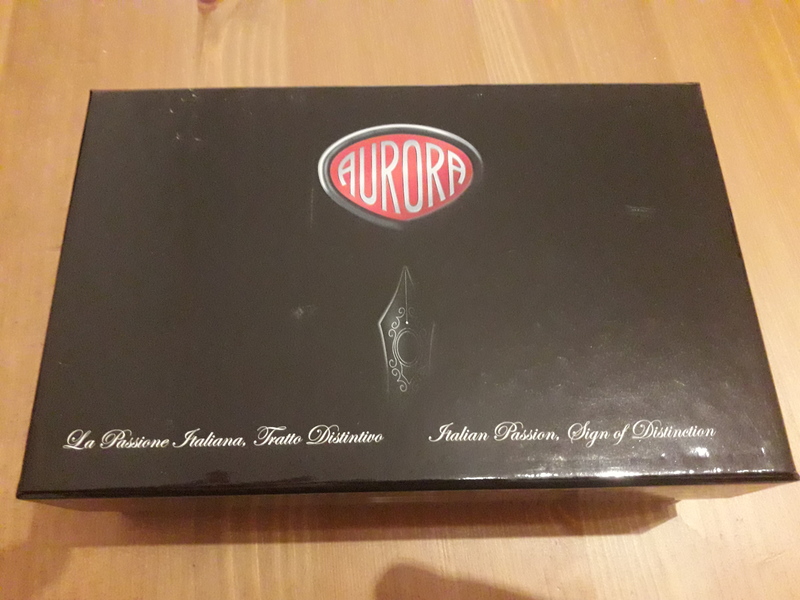 AURORA
La Passione Italiana, Tratto Distintivo
Italian Passion, Sign of Distinction